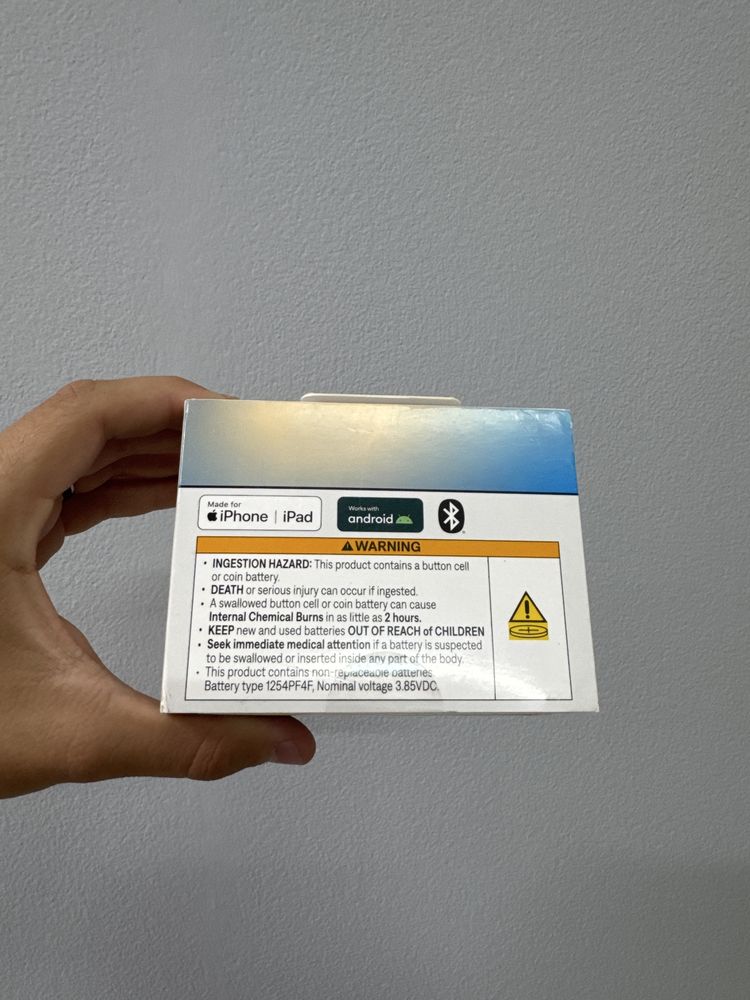 Made for
iPhone | iPad
Works with
android
WARNING
• INGESTION HAZARD: This product contains a button cell
or coin battery.
• DEATH or serious injury can occur if ingested.
• A swallowed button cell or coin battery can cause
Internal Chemical Burns in as little as 2 hours.
• KEEP new and used batteries OUT OF REACH of CHILDREN
• Seek immediate medical attention if a battery is suspected
to be swallowed or inserted inside any part of the body.
• This product contains non-replaceable batteries
Battery type 1254PF4F, Nominal voltage 3.85VDC.